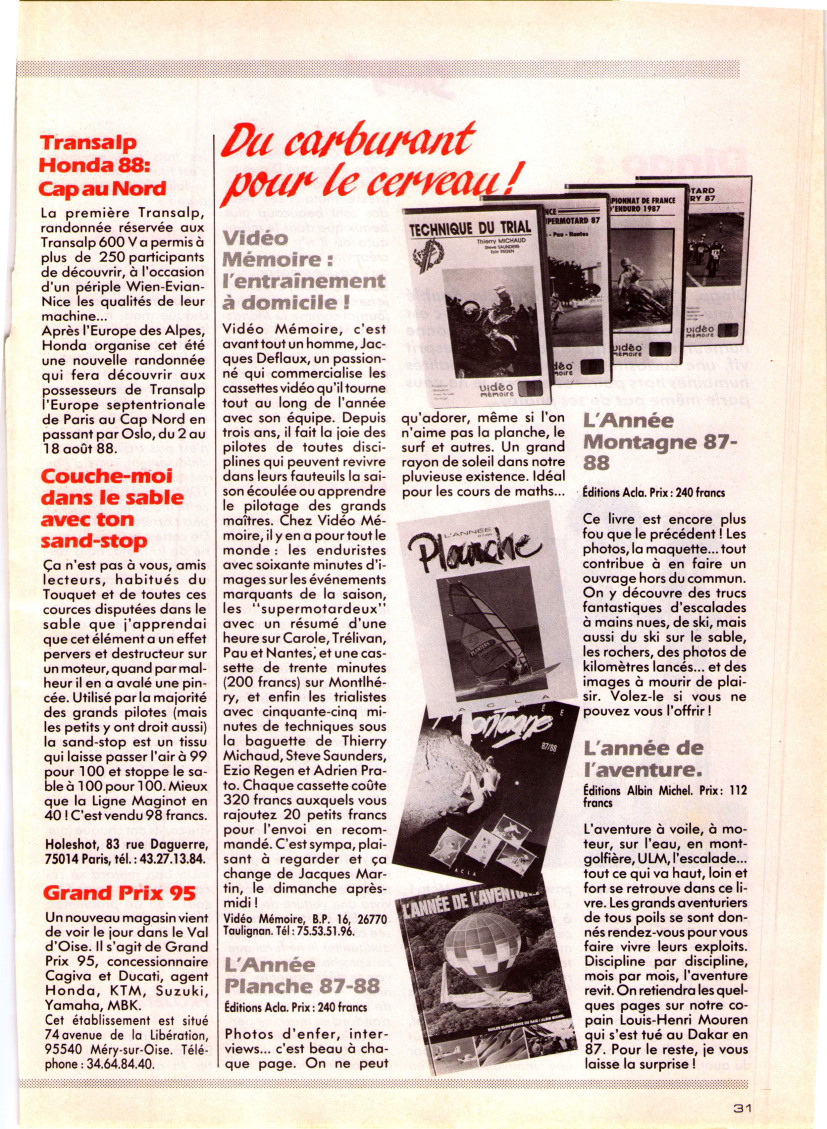 Transalp
Honda 88:
Cap au Nord
La première Transalp,
randonnée réservée aux
Transalp 600 V a permis à
plus de 250 participants
de découvrir, à l'occasion
d'un périple Wien-Evian-
Nice les qualités de leur
machine...
Après l'Europe des Alpes,
Honda organise cet été
une nouvelle randonnée
qui fera découvrir aux
possesseurs de Transalp
l'Europe septentrionale
de Paris au Cap Nord en
passant par Oslo, du 2 au
18 août 88.
Couche-moi
dans le sable
avec ton
sand-stop
Ça n'est pas à vous, amis
lecteurs, habitués du
Touquet et de toutes ces
cources disputées dans le
sable que j'apprendai
que cet élément a un effet
pervers et destructeur sur
un moteur, quand par mal-
heur il en a avalé une pin-
cée. Utilisé par la majorité
des grands pilotes (mais
les petits y ont droit aussi)
la sand-stop est un tissu
qui laisse passer l'air à 99
pour 100 et stoppe le sa-
ble à 100 pour 100. Mieux
que la Ligne Maginot en
40 ! C'est vendu 98 francs.
Holeshot, 83 rue Daguerre,
75014 Paris, tél. : 43.27.13.84.
Grand Prix 95
Un nouveau magasin vient
de voir le jour dans le Val
d'Oise. Il s'agit de Grand
Prix 95, concessionnaire
Cagiva et Ducati, agent
Honda, KTM, Suzuki,
Yamaha, MBK.
Cet établissement est situé
74 avenue de la Libération,
95540 Méry-sur-Oise. Télé-
phone : 34.64.84.40.
Du carburant
pour le cerveau !
Vidéo
Mémoire :
l'entraînement
à domicile !
Vidéo Mémoire, c'est
avant tout un homme, Jac-
ques Deflaux, un passion-
né qui commercialise les
cassettes vidéo qu'il tourne
tout au long de l'année
avec son équipe. Depuis
trois ans, il fait la joie des
pilotes de toutes disci-
plines qui peuvent revivre
dans leurs fauteuils la sai-
son écoulée ou apprendre
le pilotage des grands
maîtres. Chez Vidéo Mé-
moire, il y en a pour tout le
monde : les enduristes
avec soixante minutes d'i-
mages sur les événements
marquants de la saison,
les "supermotardeux"
avec un résumé d'une
heure sur Carole, Trélivan,
Pau et Nantes, et une cas-
sette de trente minutes
(200 francs) sur Montlhé-
ry, et enfin les trialistes
avec cinquante-cinq mi-
nutes de techniques sous
la baguette de Thierry
Michaud, Steve Saunders,
Ezio Regen et Adrien Pra-
to. Chaque cassette coûte
320 francs auxquels vous
rajoutez 20 petits francs
pour l'envoi en recom-
mandé. C'est sympa, plai-
sant à regarder et ça
change de Jacques Mar-
tin, le dimanche après-
midi !
Vidéo Mémoire, B.P. 16, 26770
Taulignan. Tél : 75.53.51.96.
L'Année
Planche 87-88
Éditions Acla. Prix : 240 francs
Photos d'enfer, inter-
views... c'est beau à cha-
que page. On ne peut
TECHNIQUE DU TRIAL
Thierry MICHAUD
Steve SAUNDERS
Ezio REGEN
vidéo
mémoire
NCE
PERMOTARD 87
- Pau - Nantes
vidéo
mémoire
PIONNAT DE FRANCE
D'ENDURO 1987
vidéo
mémoire
OTARD
RY 87
vidéo
mémoire
qu'adorer, même si l'on
n'aime pas la planche, le
surf et autres. Un grand
rayon de soleil dans notre
pluvieuse existence. Idéal
pour les cours de maths...
L'ANNÉE
Planche
ACLA
Montagne
87/88
ACLA
L'ANNÉE DE L'AVENTURE
L'Année
Montagne 87-
88
Éditions Acla. Prix : 240 francs
Ce livre est encore plus
fou que le précédent ! Les
photos, la maquette... tout
contribue à en faire un
ouvrage hors du commun.
On y découvre des trucs
fantastiques d'escalades
à mains nues, de ski, mais
aussi du ski sur le sable,
les rochers, des photos de
kilomètres lancés... et des
images à mourir de plai-
sir. Volez-le si vous ne
pouvez vous l'offrir !
L'année de
l'aventure.
Éditions Albin Michel. Prix : 112
francs
L'aventure à voile, à mo-
teur, sur l'eau, en mont-
golfière, ULM, l'escalade...
tout ce qui va haut, loin et
fort se retrouve dans ce li-
vre. Les grands aventuriers
de tous poils se sont don-
nés rendez-vous pour vous
faire vivre leurs exploits.
Discipline par discipline,
mois par mois, l'aventure
revit. On retiendra les quel-
ques pages sur notre co-
pain Louis-Henri Mouren
qui s'est tué au Dakar en
87. Pour le reste, je vous
laisse la surprise !
31